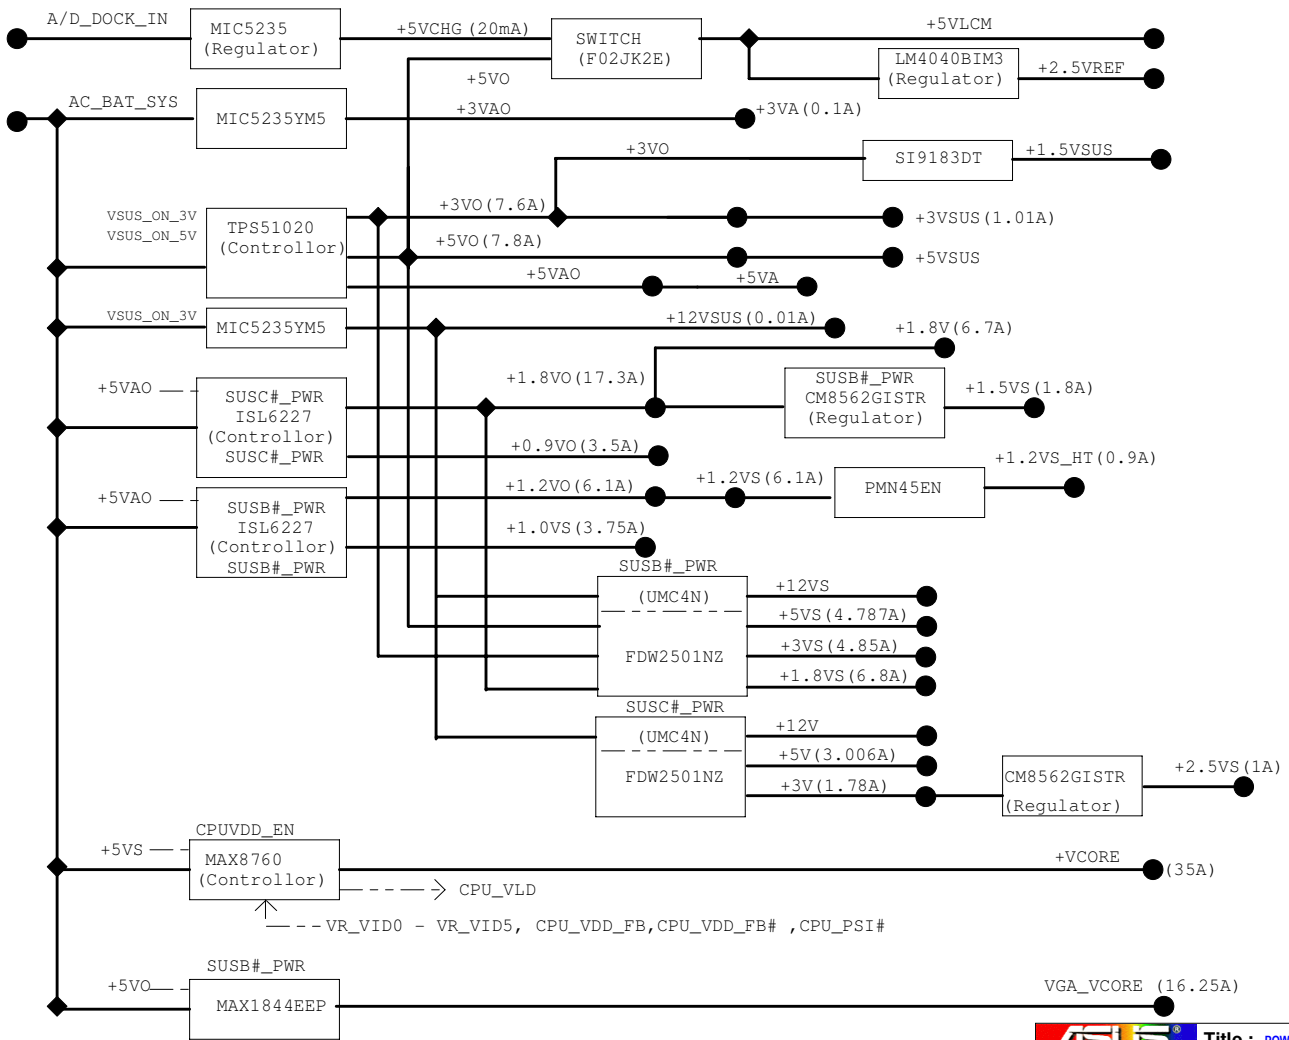 A/D_DOCK_IN
MIC5235
(Regulator)
+5VCHG (20mA)
SWITCH
(F02JK2E)
+5VLCM
LM4040BIM3
(Regulator)
+2.5VREF
+5VO
AC_BAT_SYS
MIC5235YM5
+3VAO
+3VA(0.1A)
+3VO
SI9183DT
+1.5VSUS
VSUS_ON_3V
VSUS_ON_5V
TPS51020
(Controllor)
+3VO(7.6A)
+3VSUS(1.01A)
+5VO(7.8A)
+5VSUS
+5VAO
+5VA
VSUS_ON_3V
MIC5235YM5
+12VSUS(0.01A)
+1.8V(6.7A)
+5VAO
SUSC#_PWR
ISL6227
(Controllor)
SUSC#_PWR
+1.8VO(17.3A)
SUSB#_PWR
CM8562GISTR
(Regulator)
+1.5VS(1.8A)
+0.9VO(3.5A)
+5VAO
SUSB#_PWR
ISL6227
(Controllor)
SUSB#_PWR
+1.2VO(6.1A)
+1.2VS(6.1A)
PMN45EN
+1.2VS_HT(0.9A)
+1.0VS(3.75A)
SUSB#_PWR
(UMC4N)
FDW2501NZ
+12VS
+5VS(4.787A)
+3VS(4.85A)
+1.8VS(6.8A)
SUSC#_PWR
(UMC4N)
FDW2501NZ
+12V
+5V(3.006A)
+3V(1.78A)
CM8562GISTR
(Regulator)
+2.5VS(1A)
CPUVDD_EN
+5VS
MAX8760
(Controllor)
+VCORE
(35A)
CPU_VLD
VR_VID0 - VR_VID5, CPU_VDD_FB,CPU_VDD_FB# ,CPU_PSI#
SUSB#_PWR
+5VO
MAX1844EEP
VGA_VCORE (16.25A)